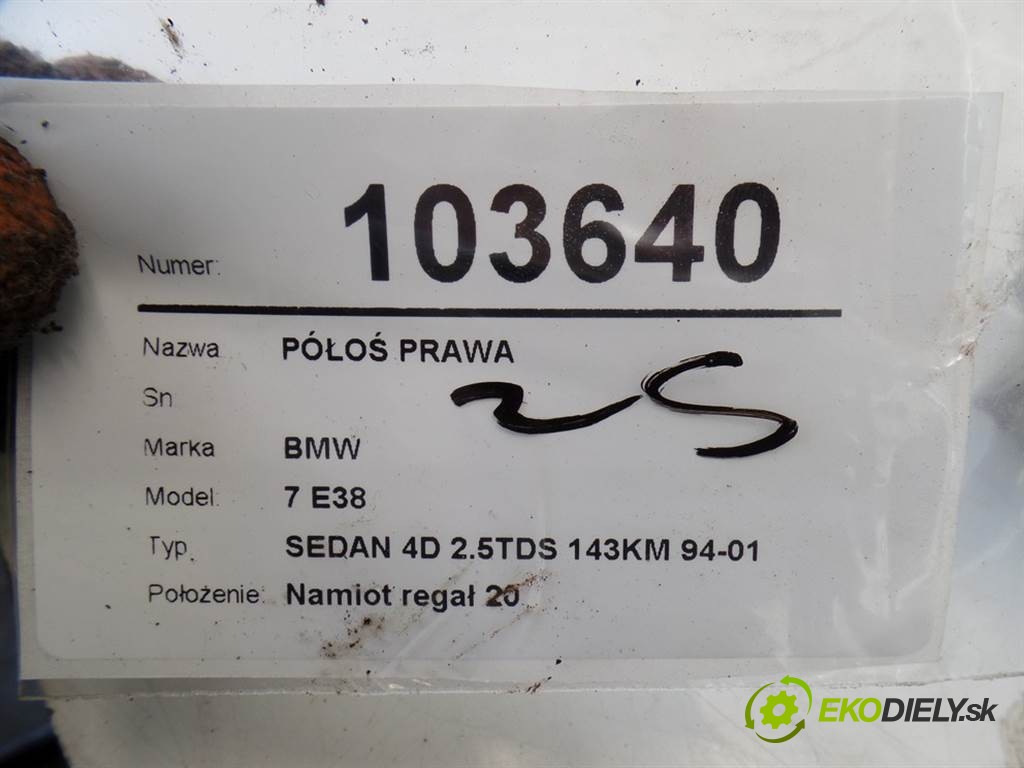 Numer: 103640
Nazwa PÓŁOŚ PRAWA
Sn
25
Marka BMW
Model: 7 E38
Typ. SEDAN 4D 2.5TDS 143KM 94-01
Położenie: Namiot regał 20
EKODIELY.sk